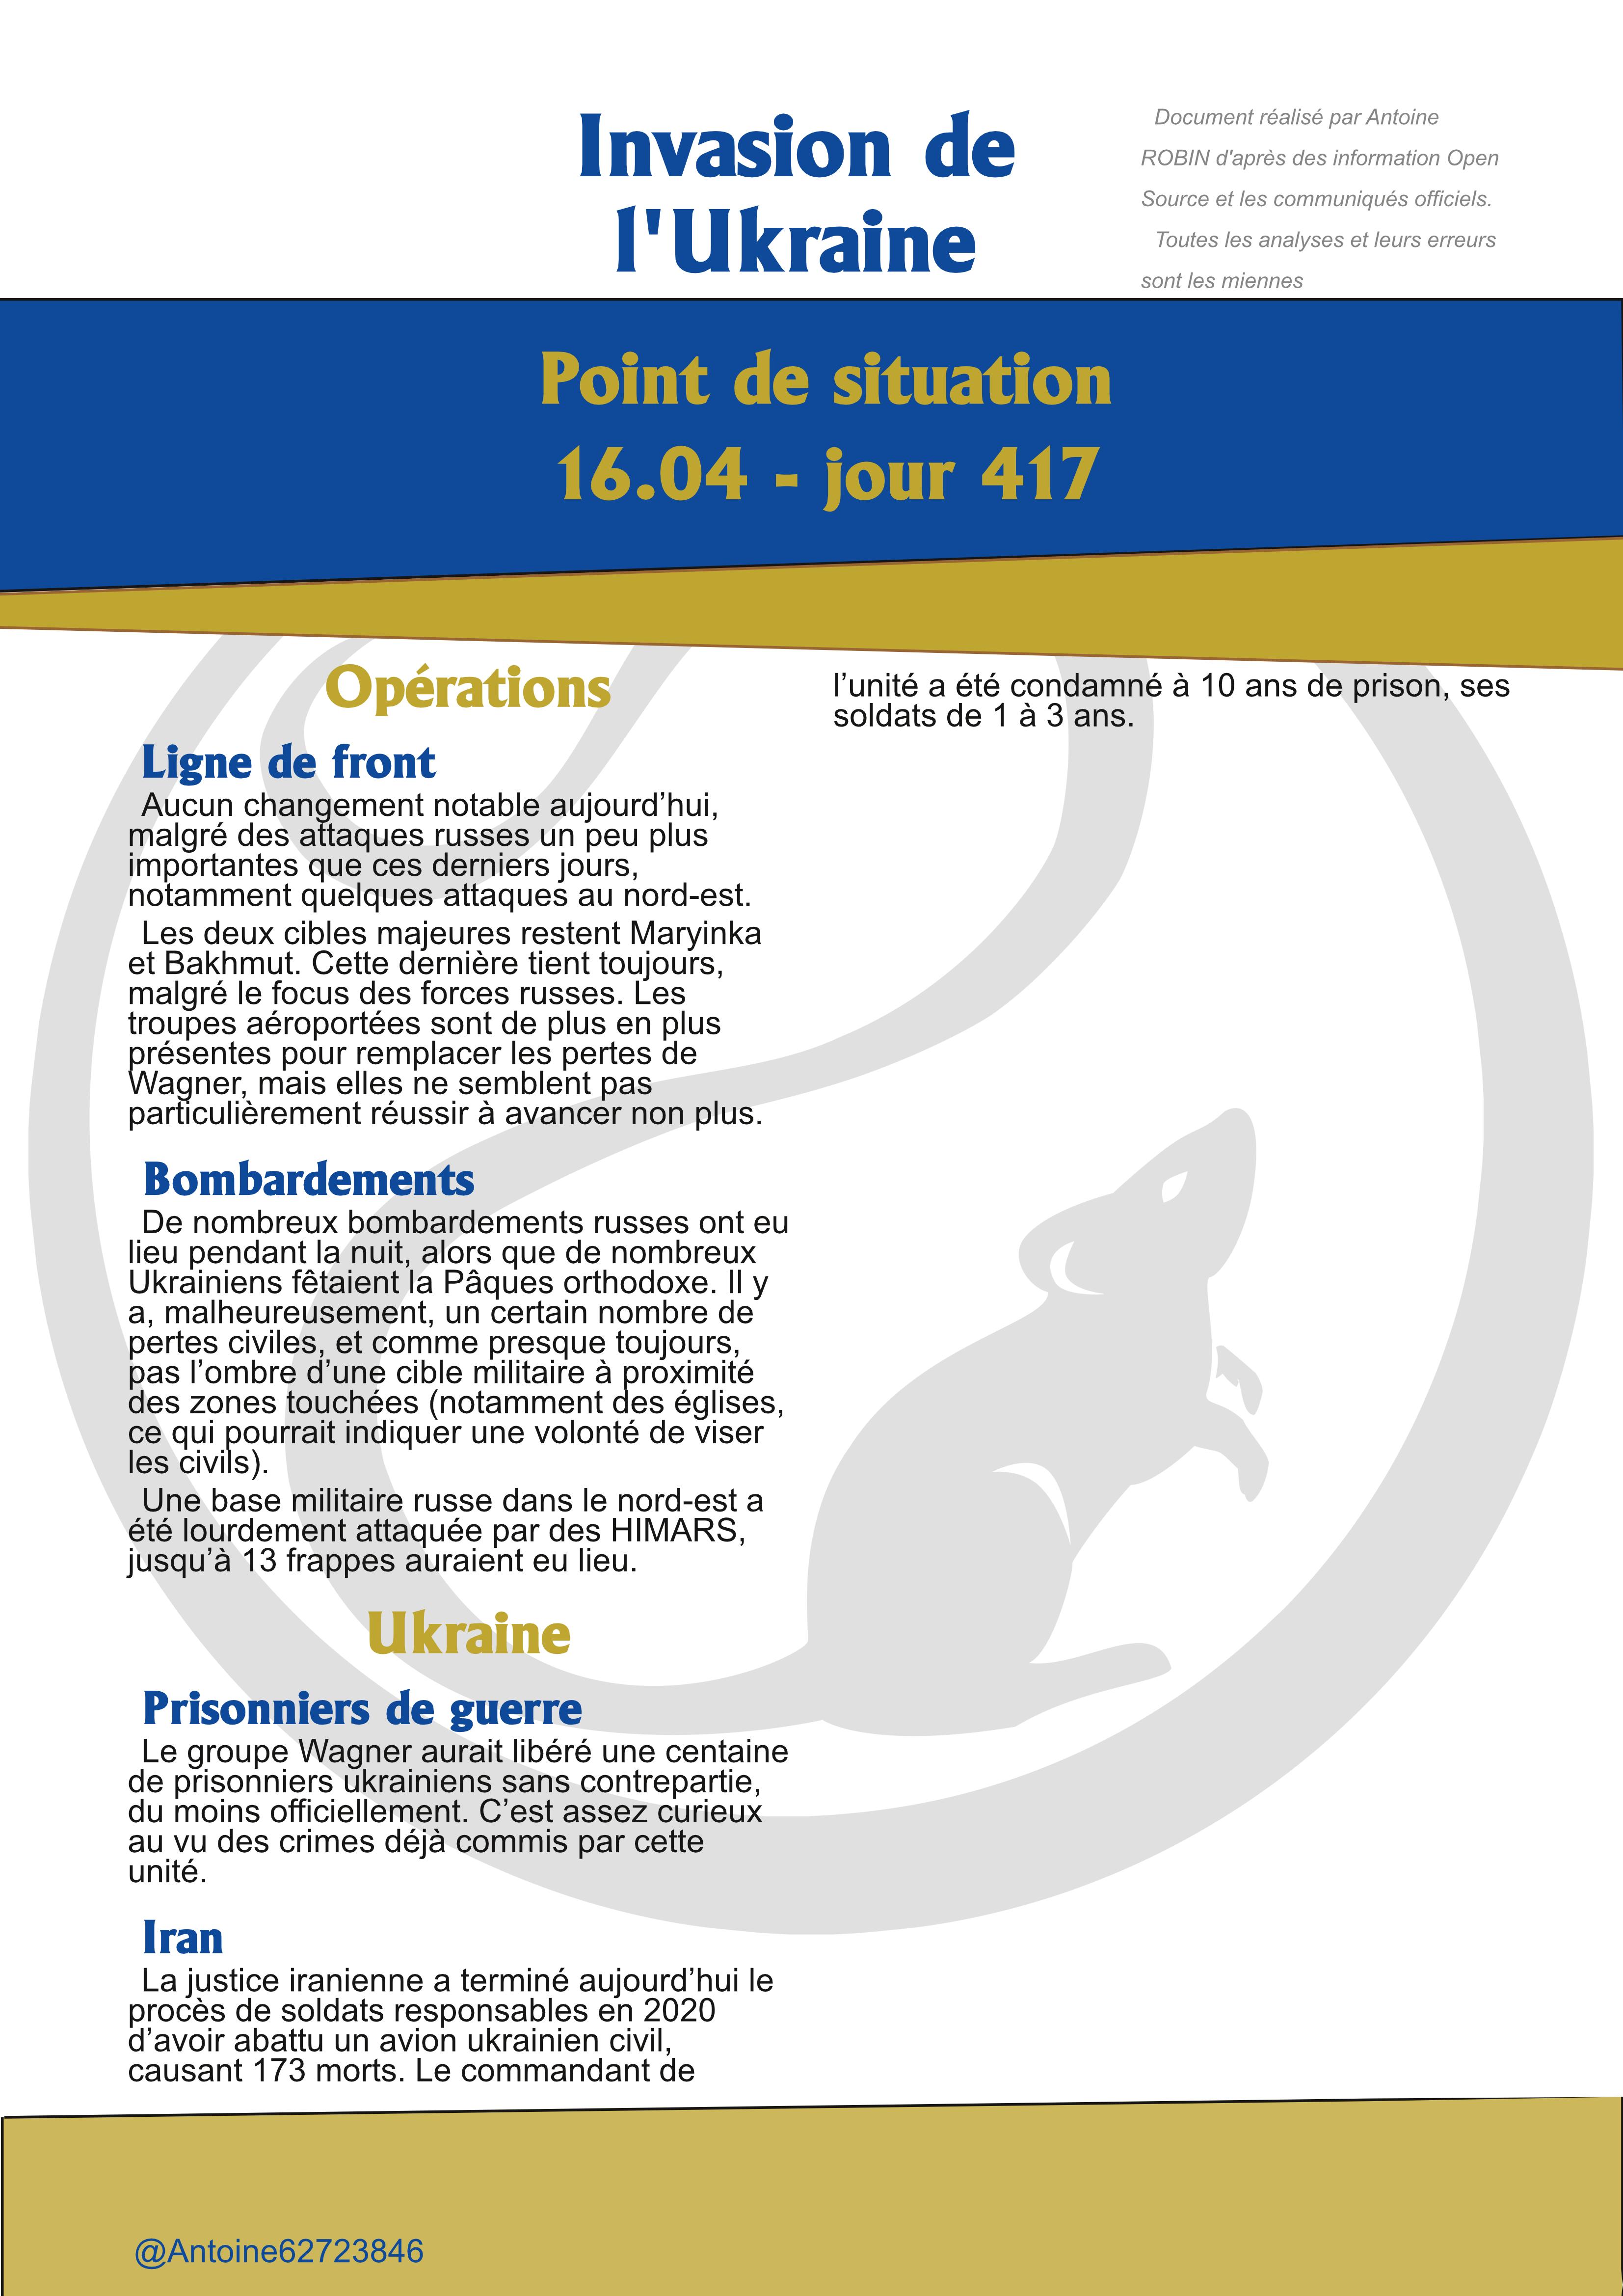 Invasion de
l'Ukraine
Document réalisé par Antoine
ROBIN d'après des information Open
Source et les communiqués officiels.
Toutes les analyses et leurs erreurs
sont les miennes
Point de situation
16.04 - jour 417
Opérations
Ligne de front
Aucun changement notable aujourd’hui,
malgré des attaques russes un peu plus
importantes que ces derniers jours,
notamment quelques attaques au nord-est.
Les deux cibles majeures restent Maryinka
et Bakhmut. Cette dernière tient toujours,
malgré le focus des forces russes. Les
troupes aéroportées sont de plus en plus
présentes pour remplacer les pertes de
Wagner, mais elles ne semblent pas
particulièrement réussir à avancer non plus.
Bombardements
De nombreux bombardements russes ont eu
lieu pendant la nuit, alors que de nombreux
Ukrainiens fêtaient la Pâques orthodoxe. Il y
a, malheureusement, un certain nombre de
pertes civiles, et comme presque toujours,
pas l’ombre d’une cible militaire à proximité
des zones touchées (notamment des églises,
ce qui pourrait indiquer une volonté de viser
les civils).
Une base militaire russe dans le nord-est a
été lourdement attaquée par des HIMARS,
jusqu’à 13 frappes auraient eu lieu.
Ukraine
Prisonniers de guerre
Le groupe Wagner aurait libéré une centaine
de prisonniers ukrainiens sans contrepartie,
du moins officiellement. C’est assez curieux
au vu des crimes déjà commis par cette
unité.
Iran
La justice iranienne a terminé aujourd’hui le
procès de soldats responsables en 2020
d’avoir abattu un avion ukrainien civil,
causant 173 morts. Le commandant de
l’unité a été condamné à 10 ans de prison, ses
soldats de 1 à 3 ans.
@Antoine62723846